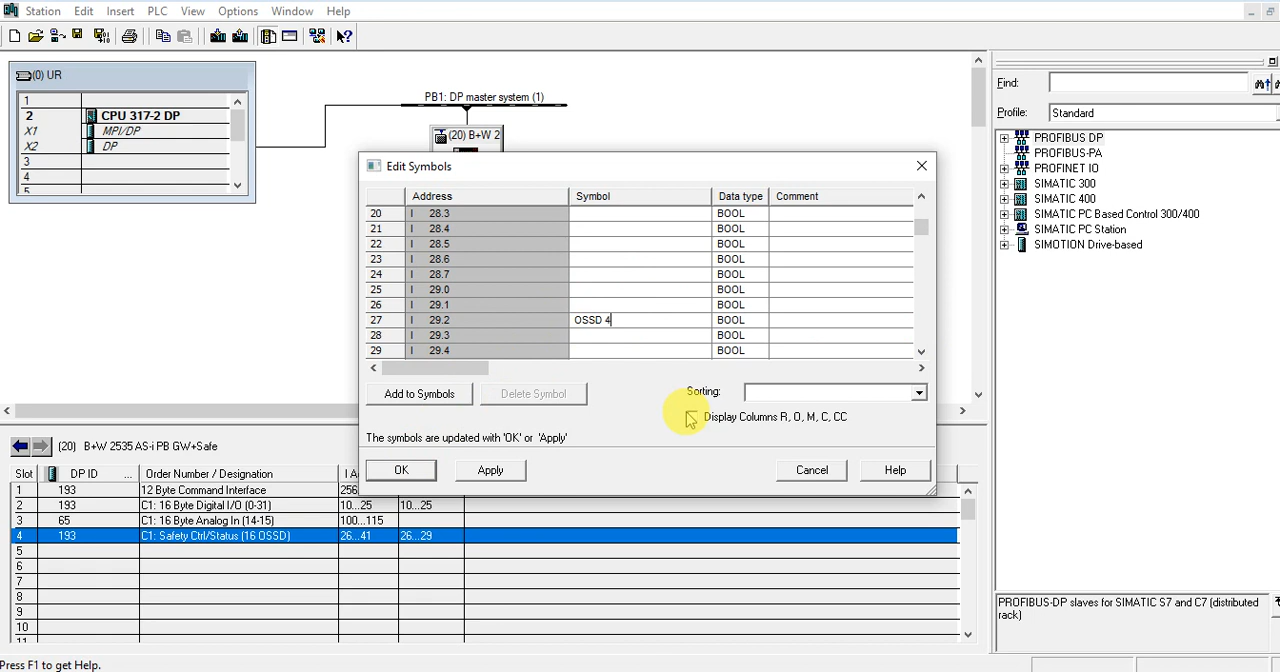 Station Edit Insert PLC View Options Window Help
(0) UR
1
2 CPU 317-2 DP
X1 MPI/DP
X2 DP
3
4
5
PB1: DP master system (1)
(20) B+W 2
Edit Symbols
Address Symbol Data type Comment
20 I 28.3 BOOL
21 I 28.4 BOOL
22 I 28.5 BOOL
23 I 28.6 BOOL
24 I 28.7 BOOL
25 I 29.0 BOOL
26 I 29.1 BOOL
27 I 29.2 OSSD 4 BOOL
28 I 29.3 BOOL
29 I 29.4 BOOL
Add to Symbols Delete Symbol Sorting:
Display Columns R, O, M, C, CC
The symbols are updated with 'OK' or 'Apply'
OK Apply Cancel Help
(20) B+W 2535 AS-i PB GW+Safe
Slot DP ID ... Order Number / Designation I A
1 193 12 Byte Command Interface 256
2 193 C1: 16 Byte Digital I/O (0-31) 10...25 10...25
3 65 C1: 16 Byte Analog In (14-15) 100...115
4 193 C1: Safety Ctrl/Status (16 OSSD) 26...41 26...29
5
6
7
8
9
10
11
Find:
Profile: Standard
PROFIBUS DP
PROFIBUS-PA
PROFINET IO
SIMATIC 300
SIMATIC 400
SIMATIC PC Based Control 300/400
SIMATIC PC Station
SIMOTION Drive-based
PROFIBUS-DP slaves for SIMATIC S7 and C7 (distributed
rack)
Press F1 to get Help.